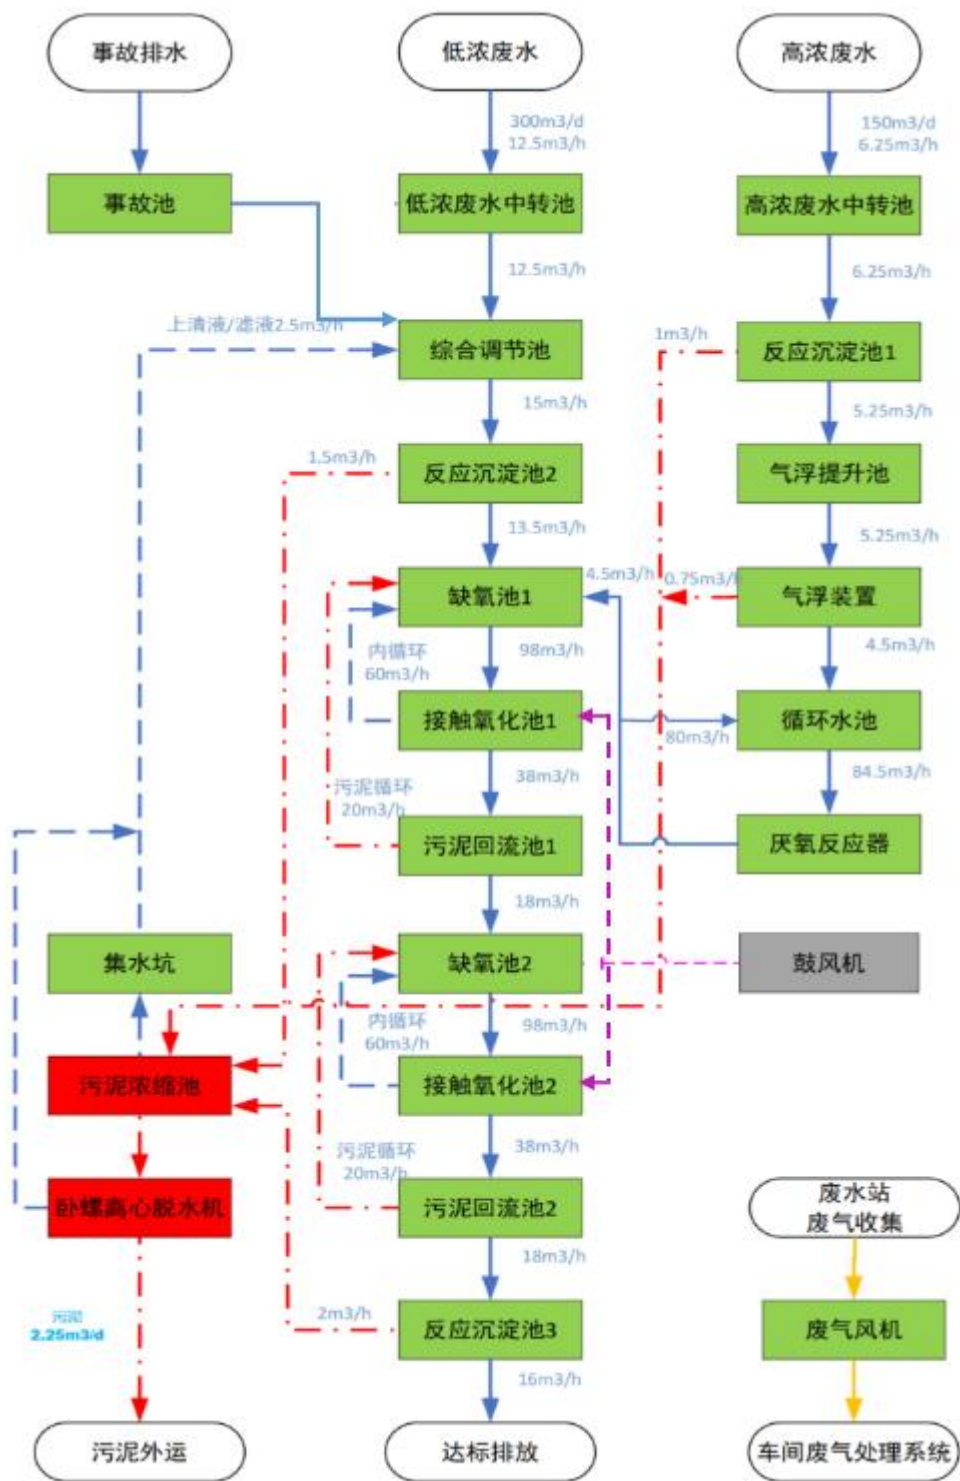 事故排水
低浓废水
高浓废水
300m3/d
12.5m3/h
150m3/d
6.25m3/h
事故池
低浓废水中转池
高浓废水中转池
12.5m3/h
6.25m3/h
上清液/滤液2.5m3/h
综合调节池
1m3/h
反应沉淀池1
15m3/h
5.25m3/h
1.5m3/h
反应沉淀池2
气浮提升池
13.5m3/h
5.25m3/h
缺氧池1
4.5m3/h
0.75m3/h
气浮装置
内循环
60m3/h
98m3/h
4.5m3/h
接触氧化池1
80m3/h
循环水池
污泥循环
20m3/h
38m3/h
84.5m3/h
污泥回流池1
厌氧反应器
18m3/h
集水坑
缺氧池2
鼓风机
内循环
60m3/h
98m3/h
污泥浓缩池
接触氧化池2
污泥循环
20m3/h
38m3/h
卧螺离心脱水机
污泥回流池2
废水站
废气收集
18m3/h
污泥
2.25m3/d
2m3/h
反应沉淀池3
废气风机
16m3/h
污泥外运
达标排放
车间废气处理系统